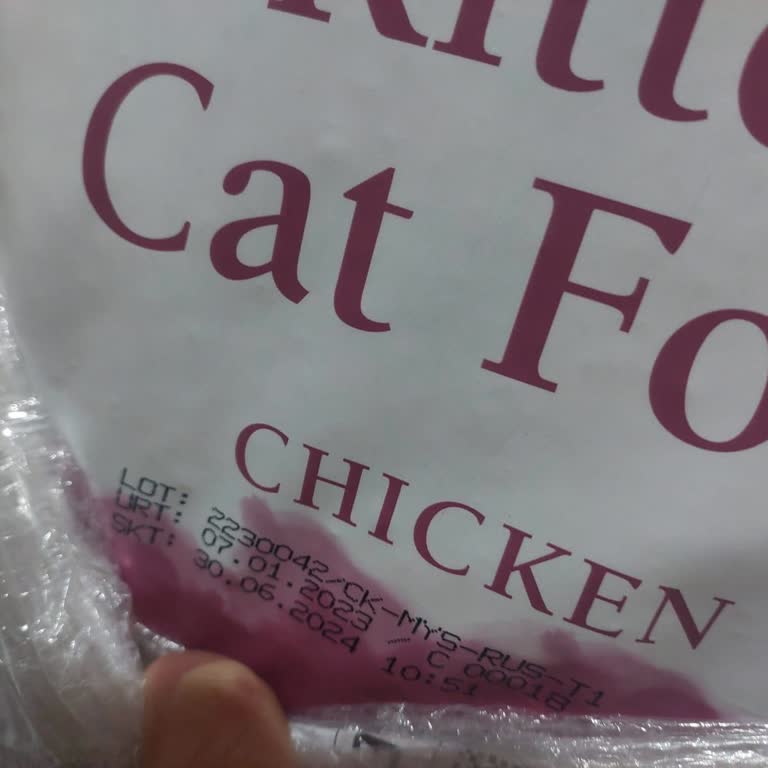 Cat Fo
CHICKEN
LOT: 2230042/CK-MYS-RUS-T1
URT: 07.01.2023 / C 00018
SKT: 30.06.2024 10:51